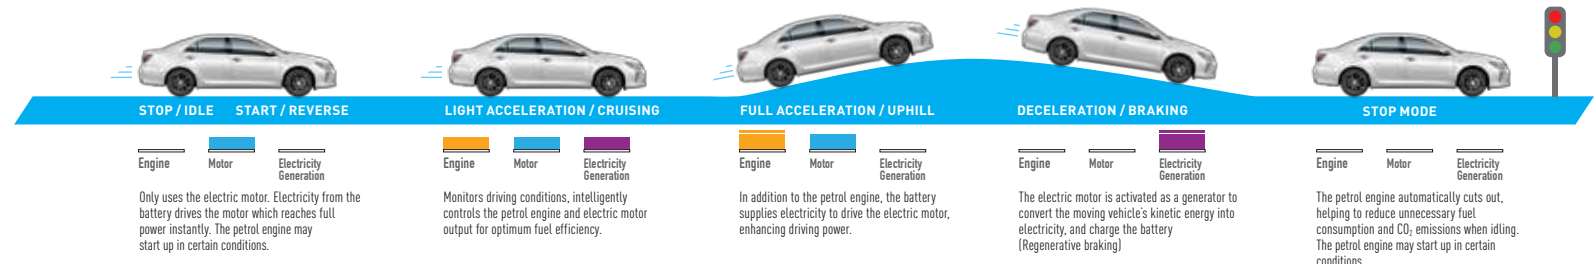 STOP / IDLE START / REVERSE
Engine
Motor
Electricity
Generation
Only uses the electric motor. Electricity from the
battery drives the motor which reaches full
power instantly. The petrol engine may
start up in certain conditions.
LIGHT ACCELERATION / CRUISING
Engine
Motor
Electricity
Generation
Monitors driving conditions, intelligently
controls the petrol engine and electric motor
output for optimum fuel efficiency.
FULL ACCELERATION / UPHILL
Engine
Motor
Electricity
Generation
In addition to the petrol engine, the battery
supplies electricity to drive the electric motor,
enhancing driving power.
DECELERATION / BRAKING
Engine
Motor
Electricity
Generation
The electric motor is activated as a generator to
convert the moving vehicle's kinetic energy into
electricity, and charge the battery
(Regenerative braking)
STOP MODE
Engine
Motor
Electricity
Generation
The petrol engine automatically cuts out,
helping to reduce unnecessary fuel
consumption and CO₂ emissions when idling.
The petrol engine may start up in certain
conditions.